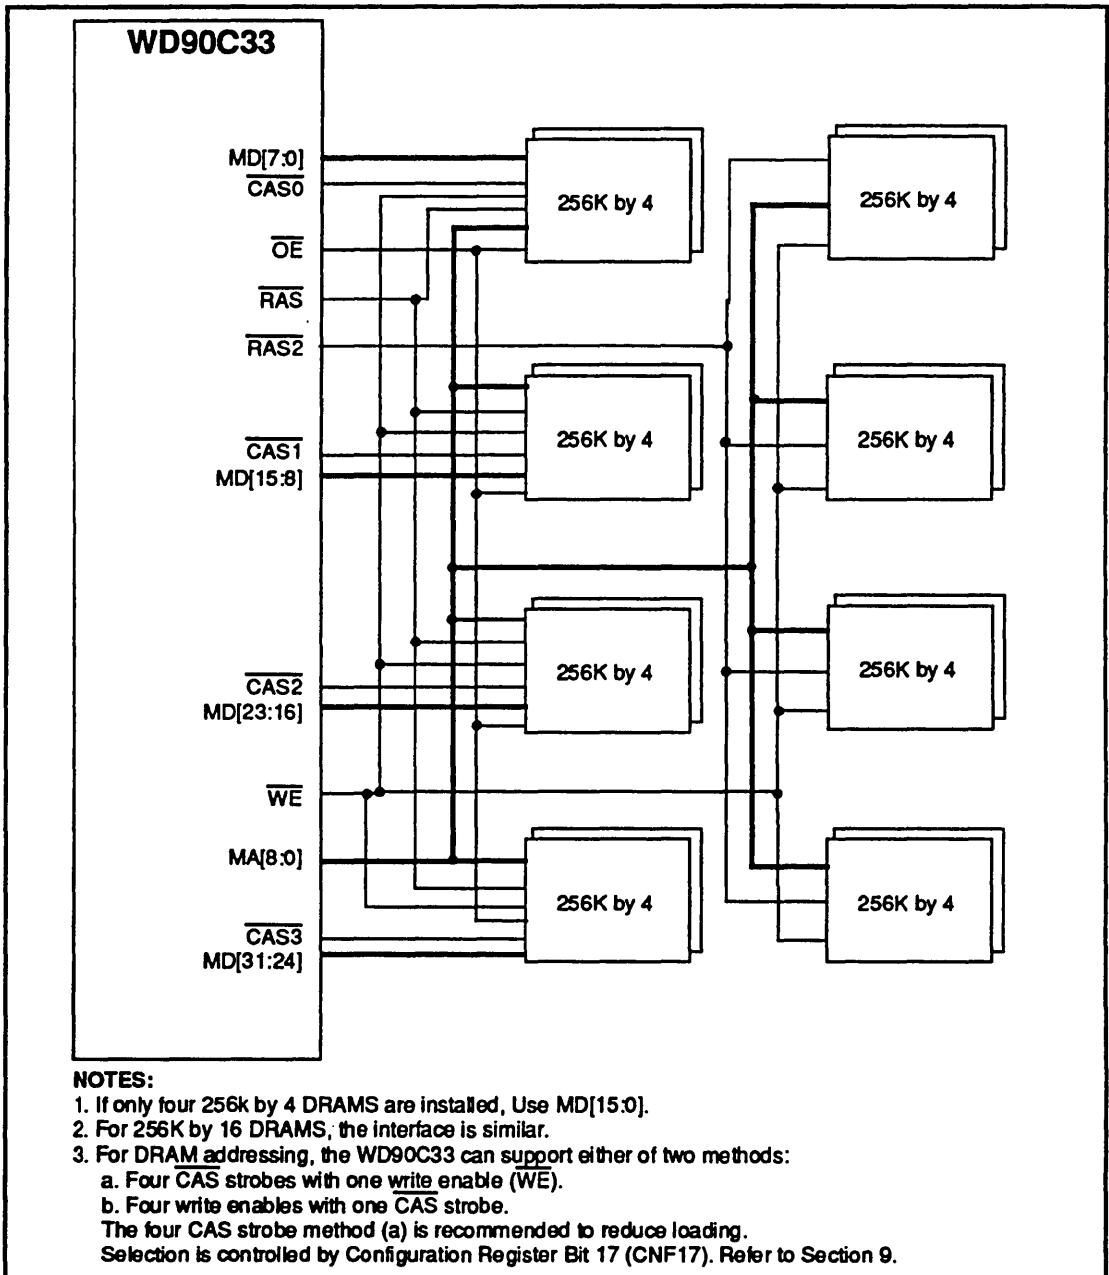 WD90C33
MD[7:0]
CAS0
OE
RAS
RAS2
CAS1
MD[15:8]
CAS2
MD[23:16]
WE
MA[8:0]
CAS3
MD[31:24]
256K by 4
256K by 4
256K by 4
256K by 4
256K by 4
256K by 4
256K by 4
256K by 4
NOTES:
1. If only four 256k by 4 DRAMS are installed, Use MD[15:0].
2. For 256K by 16 DRAMS, the interface is similar.
3. For DRAM addressing, the WD90C33 can support either of two methods:
a. Four CAS strobes with one write enable (WE).
b. Four write enables with one CAS strobe.
The four CAS strobe method (a) is recommended to reduce loading.
Selection is controlled by Configuration Register Bit 17 (CNF17). Refer to Section 9.